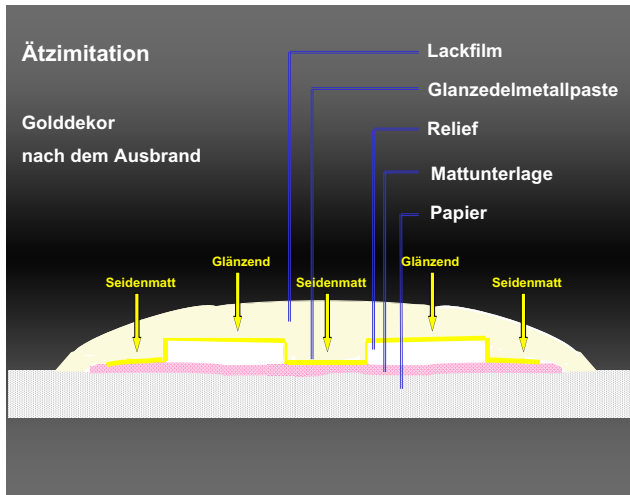 Ätzimitation
Golddekor
nach dem Ausbrand
Lackfilm
Glanzedelmetallpaste
Relief
Mattunterlage
Papier
Seidenmatt
Glänzend
Seidenmatt
Glänzend
Seidenmatt